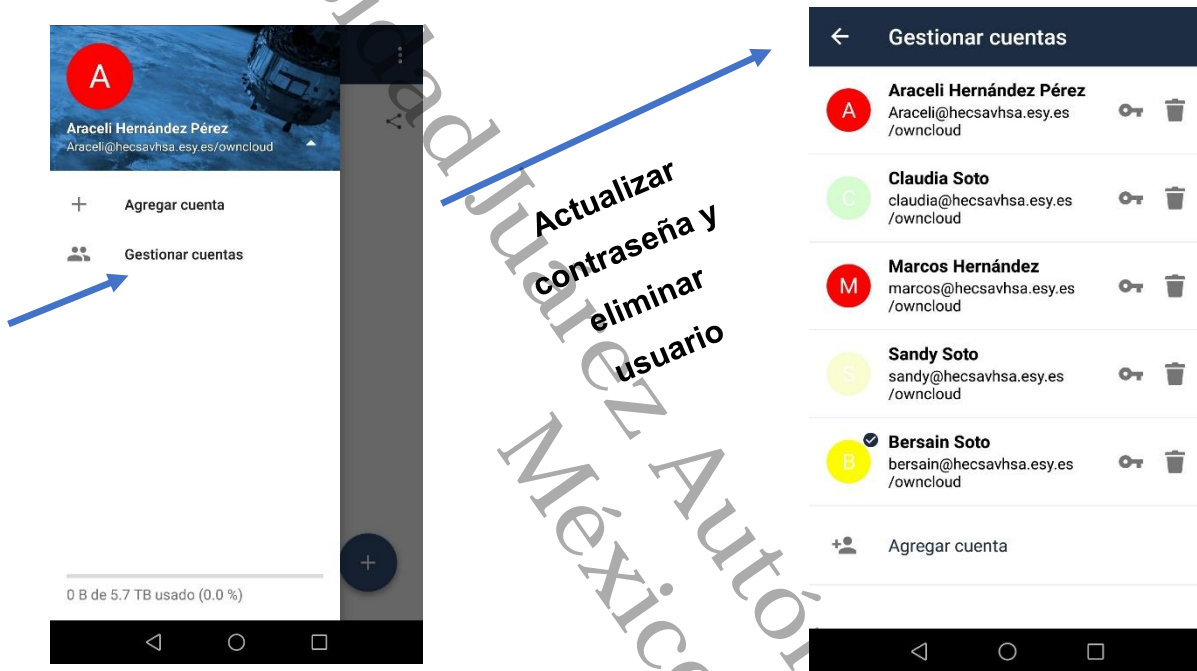 A
Araceli Hernández Pérez
Araceli@hecsavhsa.esy.es/owncloud
Agregar cuenta
Gestionar cuentas
0 B de 5.7 TB usado (0.0 %)
Actualizar
contraseña y
eliminar
usuario
Gestionar cuentas
A
Araceli Hernández Pérez
Araceli@hecsavhsa.esy.es
/owncloud
C
Claudia Soto
claudia@hecsavhsa.esy.es
/owncloud
M
Marcos Hernández
marcos@hecsavhsa.esy.es
/owncloud
S
Sandy Soto
sandy@hecsavhsa.esy.es
/owncloud
B
Bersain Soto
bersain@hecsavhsa.esy.es
/owncloud
Agregar cuenta
Juárez